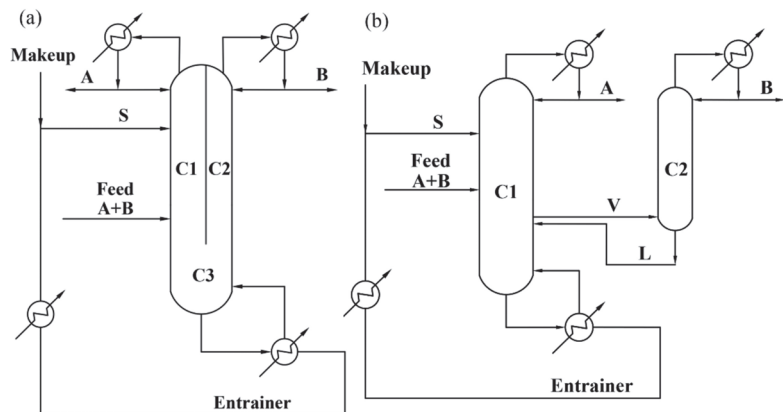 (a)
Makeup
A
B
S
C1
C2
Feed
A+B
C3
Entrainer
(b)
Makeup
A
B
S
C2
Feed
A+B
C1
V
L
Entrainer